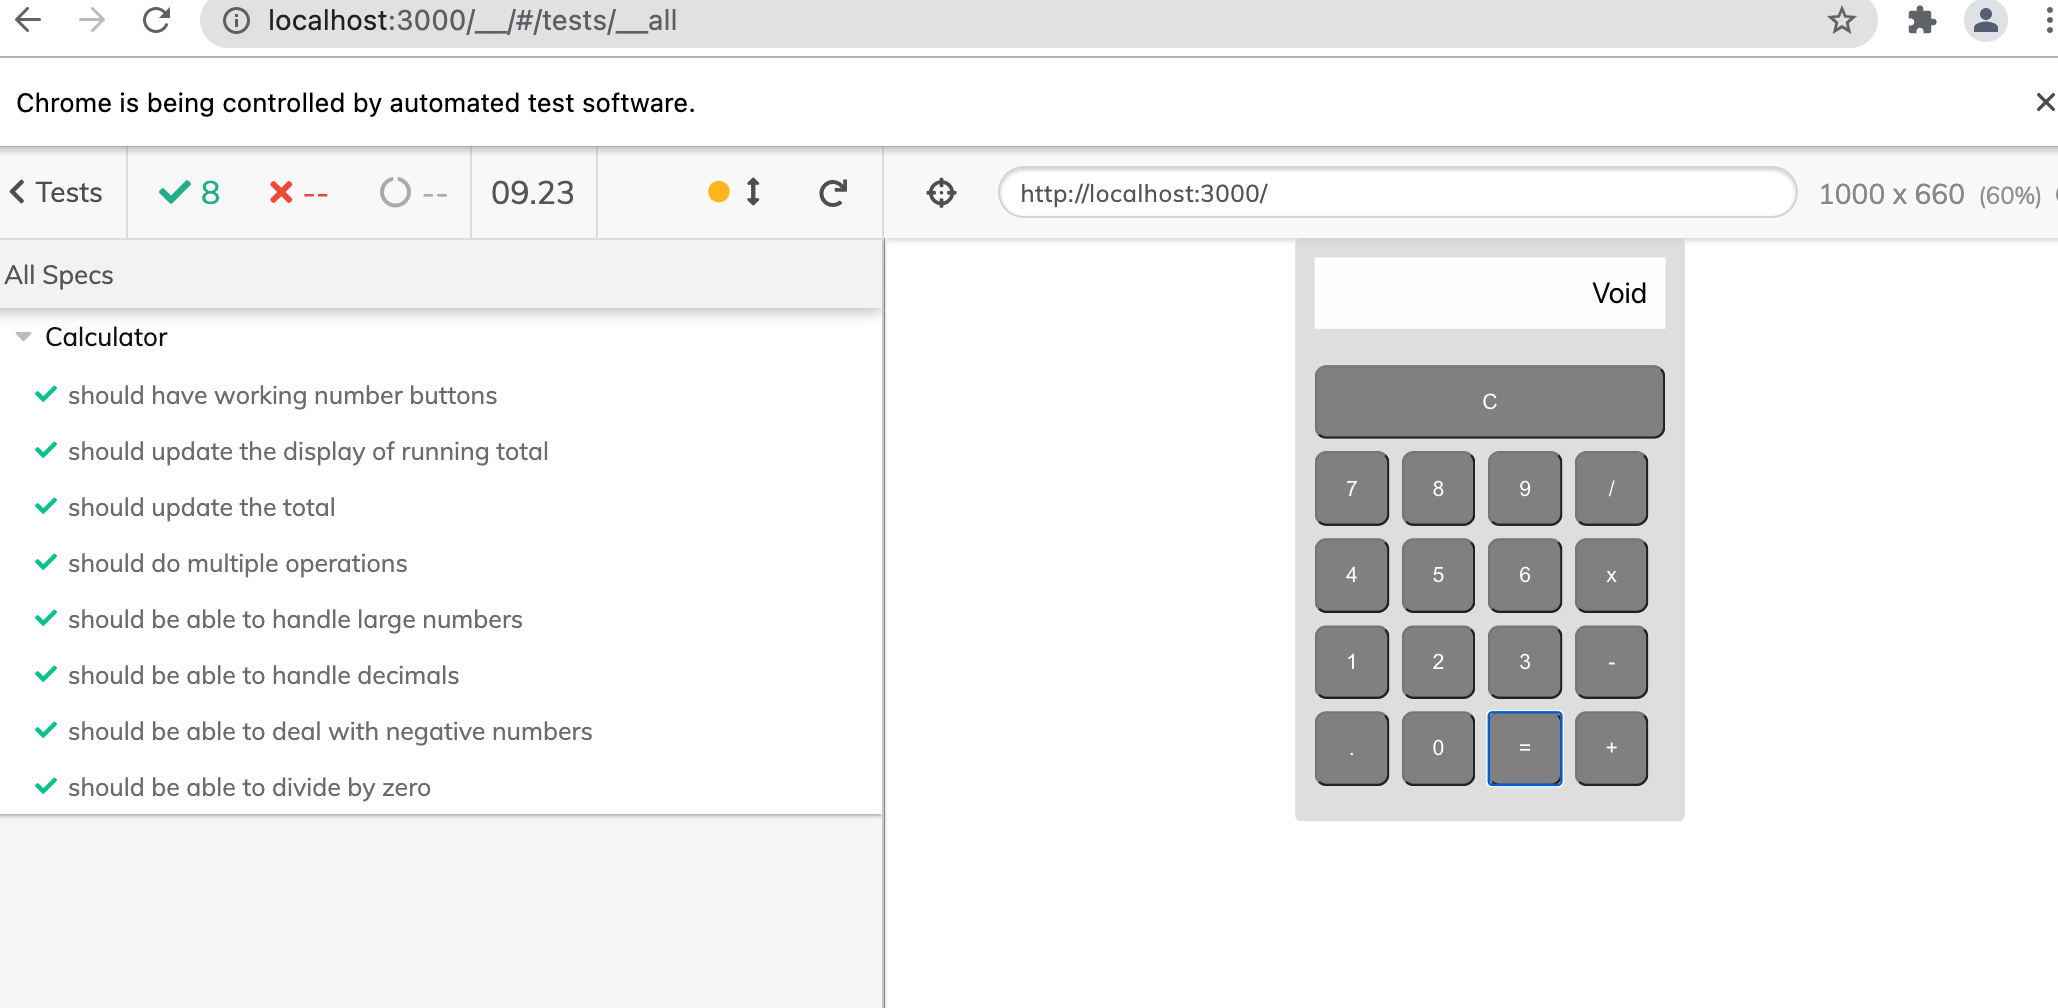 localhost:3000/__/#/tests/__all
Chrome is being controlled by automated test software.
Tests
8
--
--
09.23
http://localhost:3000/
1000 x 660 (60%)
All Specs
Calculator
should have working number buttons
should update the display of running total
should update the total
should do multiple operations
should be able to handle large numbers
should be able to handle decimals
should be able to deal with negative numbers
should be able to divide by zero
Void
C
7 8 9 /
4 5 6 x
1 2 3 -
. 0 = +